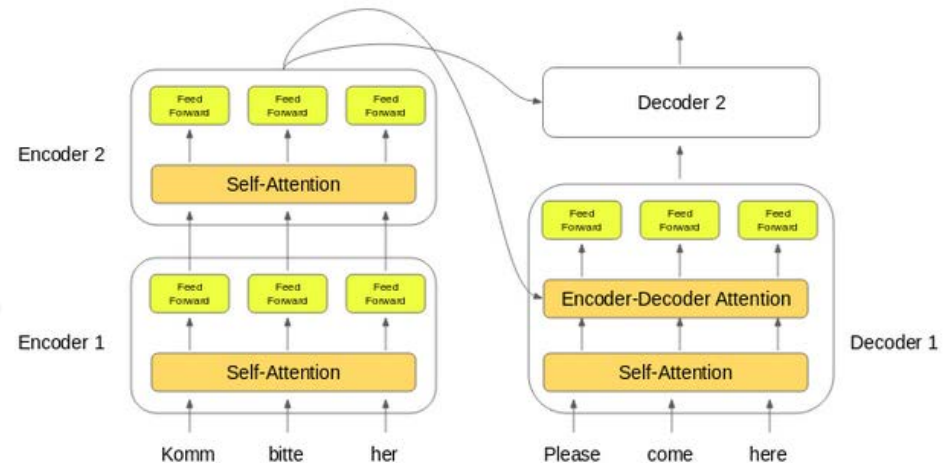 Encoder 2
Feed
Forward
Feed
Forward
Feed
Forward
Self-Attention
Encoder 1
Feed
Forward
Feed
Forward
Feed
Forward
Self-Attention
Komm bitte her
Decoder 2
Feed
Forward
Feed
Forward
Feed
Forward
Encoder-Decoder Attention
Self-Attention
Decoder 1
Please come here